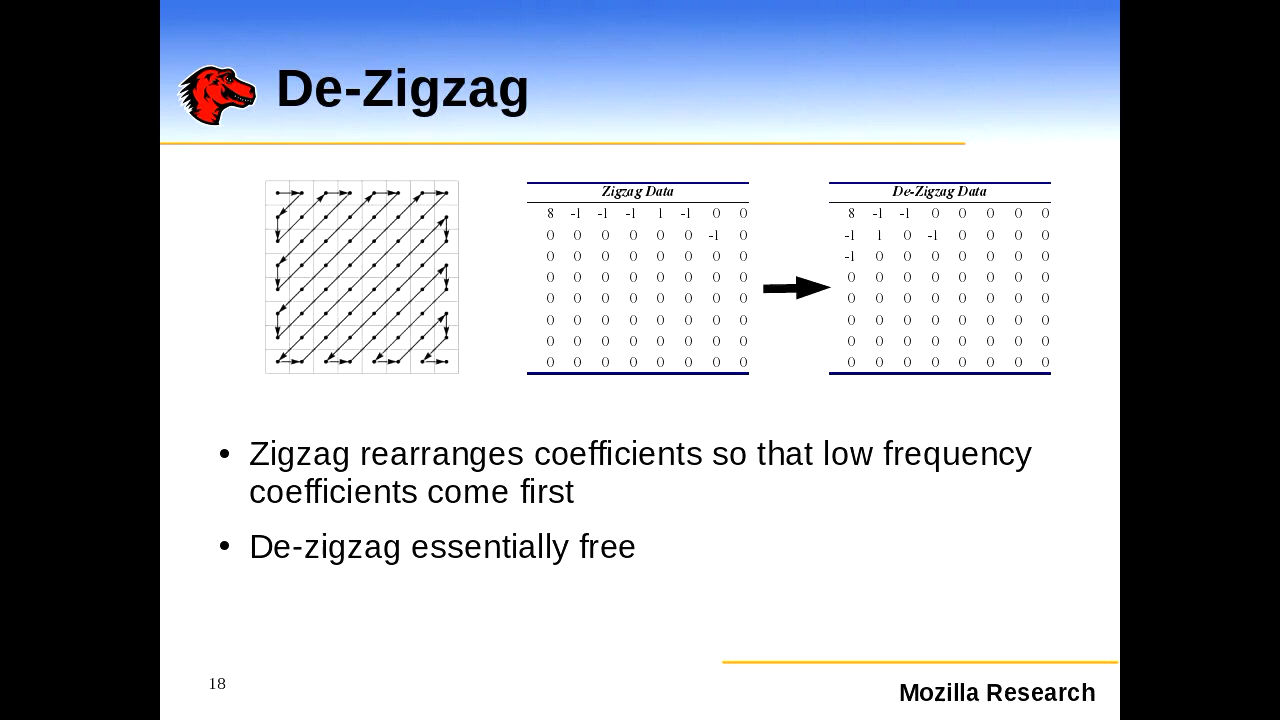 De-Zigzag
Zigzag Data
8 -1 -1 -1 1 -1 0 0
0 0 0 0 0 0 -1 0
0 0 0 0 0 0 0 0
0 0 0 0 0 0 0 0
0 0 0 0 0 0 0 0
0 0 0 0 0 0 0 0
0 0 0 0 0 0 0 0
0 0 0 0 0 0 0 0
De-Zigzag Data
8 -1 -1 0 0 0 0 0
-1 1 0 -1 0 0 0 0
-1 0 0 0 0 0 0 0
0 0 0 0 0 0 0 0
0 0 0 0 0 0 0 0
0 0 0 0 0 0 0 0
0 0 0 0 0 0 0 0
0 0 0 0 0 0 0 0
• Zigzag rearranges coefficients so that low frequency
coefficients come first
• De-zigzag essentially free
18
Mozilla Research